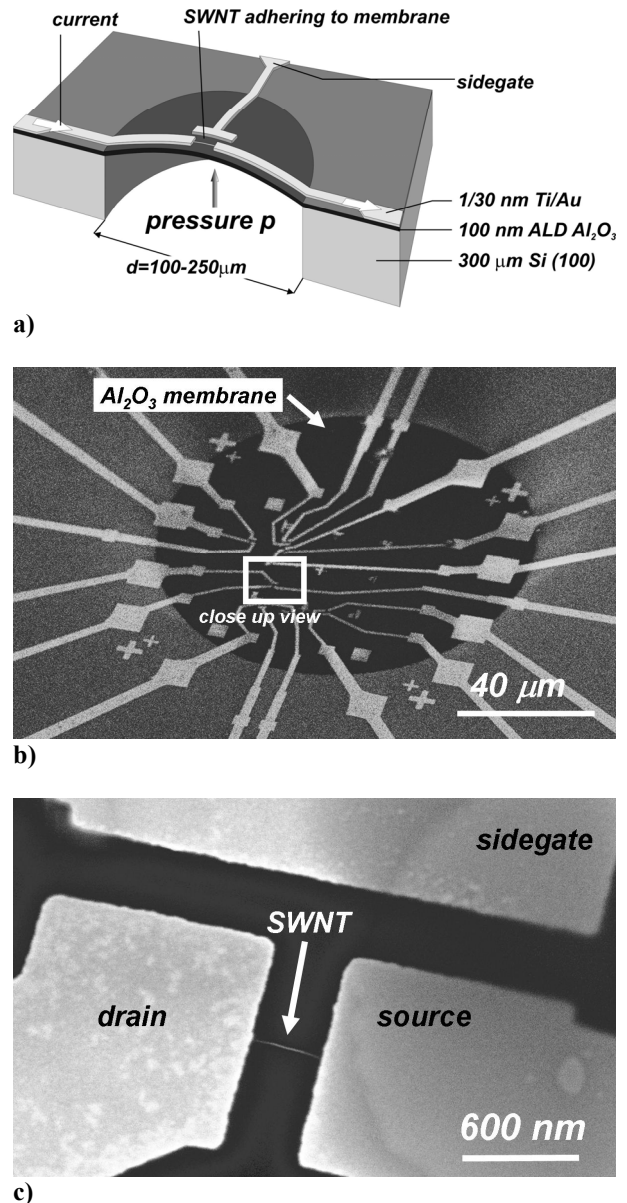 current
SWNT adhering to membrane
sidegate
pressure p
d=100-250μm
1/30 nm Ti/Au
100 nm ALD Al₂O₃
300 μm Si (100)
a)
Al₂O₃ membrane
close up view
40 μm
b)
sidegate
SWNT
drain
source
600 nm
c)